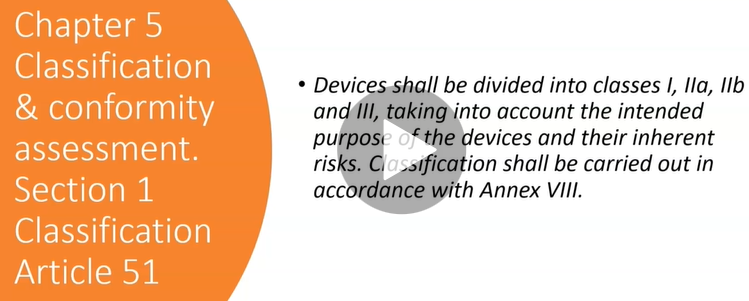 Chapter 5
Classification
& conformity
assessment.
Section 1
Classification
Article 51
• Devices shall be divided into classes I, IIa, IIb
and III, taking into account the intended
purpose of the devices and their inherent
risks. Classification shall be carried out in
accordance with Annex VIII.